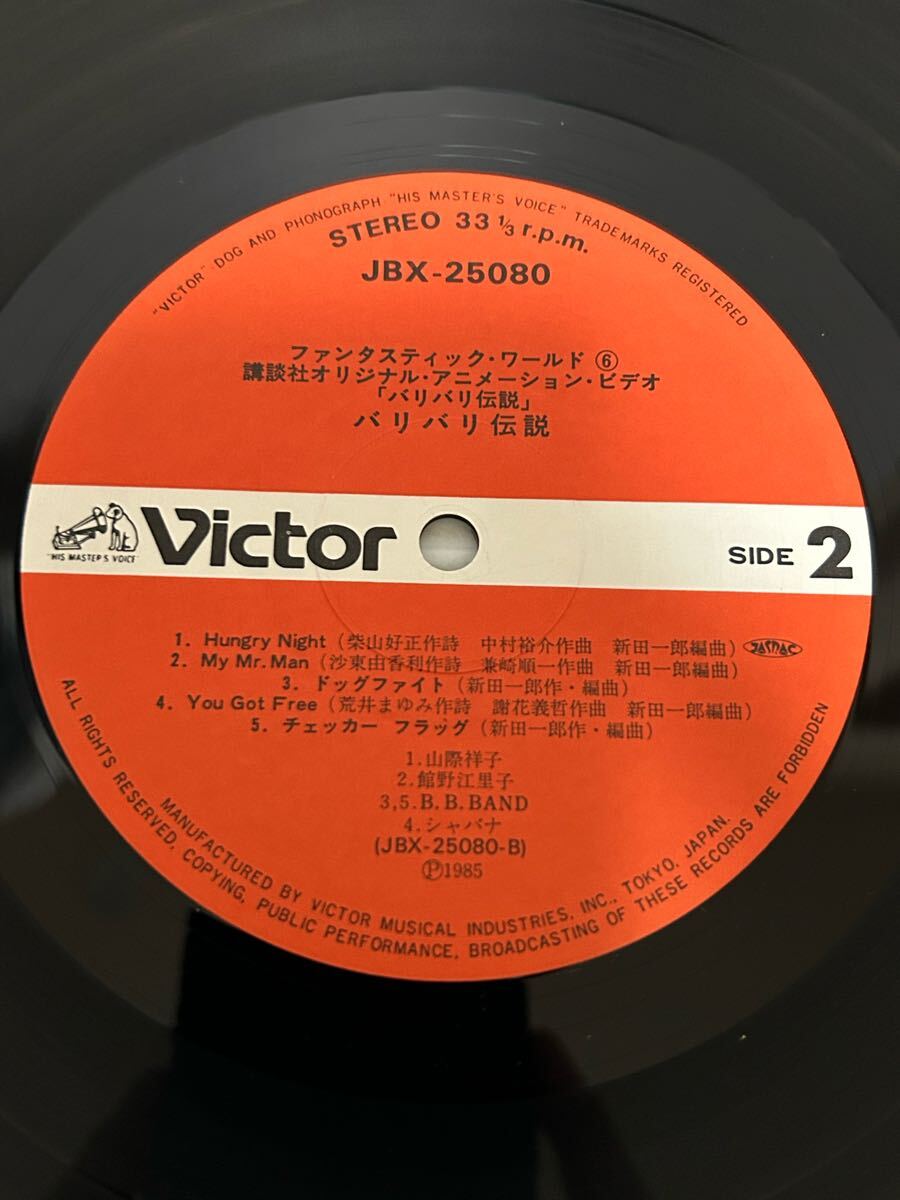 "VICTOR" DOG AND PHONOGRAPH "HIS MASTER'S VOICE" TRADEMARKS REGISTERED
STEREO 33 1/3 r.p.m.
JBX-25080
ファンタスティック・ワールド ⑥
講談社オリジナル・アニメーション・ビデオ
「バリバリ伝説」
バリバリ伝説
"HIS MASTER'S VOICE"
Victor
SIDE 2
1. Hungry Night (柴山好正作詩 中村裕介作曲 新田一郎編曲) JASRAC
2. My Mr. Man (沙東由香利作詩 兼崎順一作曲 新田一郎編曲)
3. ドッグファイト (新田一郎作・編曲)
4. You Got Free (荒井まゆみ作詩 謝花義哲作曲 新田一郎編曲)
5. チェッカー フラッグ (新田一郎作・編曲)
1. 山際祥子
2. 館野江里子
3,5. B. B. BAND
4. シャバナ
(JBX-25080-B)
Ⓟ1985
MANUFACTURED BY VICTOR MUSICAL INDUSTRIES, INC., TOKYO, JAPAN.
ALL RIGHTS RESERVED. COPYING, PUBLIC PERFORMANCE, BROADCASTING OF THESE RECORDS ARE FORBIDDEN